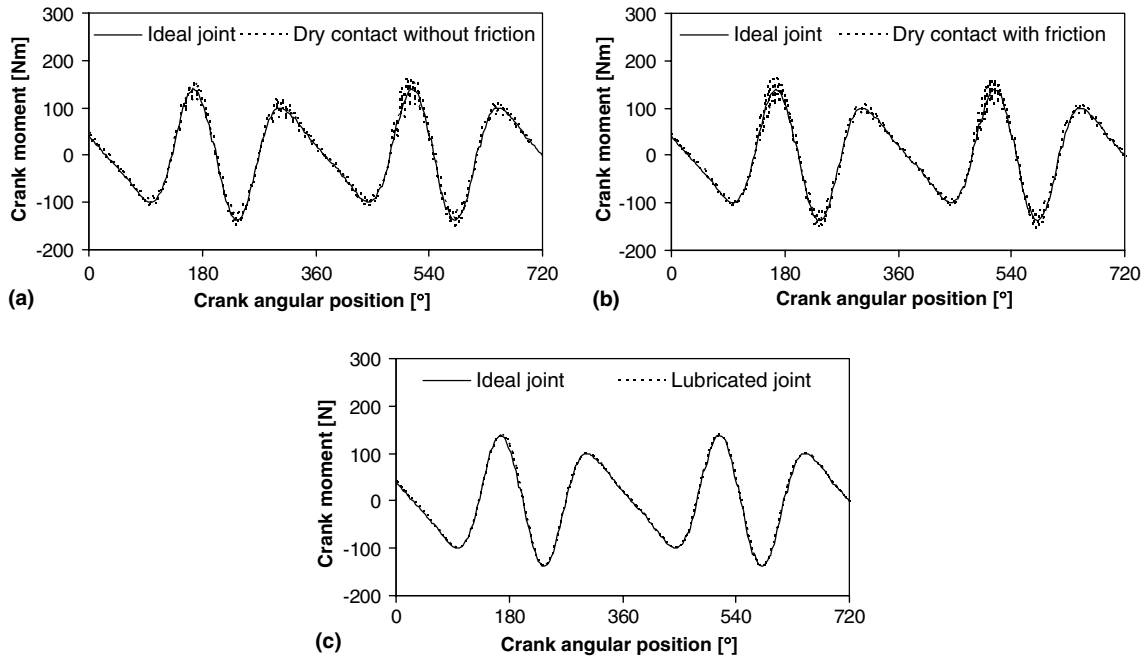 300
200
100
0
-100
-200
Crank moment [Nm]
Ideal joint Dry contact without friction
0 180 360 540 720
Crank angular position [°]
(a)
300
200
100
0
-100
-200
Crank moment [Nm]
Ideal joint Dry contact with friction
0 180 360 540 720
Crank angular position [°]
(b)
300
200
100
0
-100
-200
Crank moment [N]
Ideal joint Lubricated joint
0 180 360 540 720
Crank angular position [°]
(c)